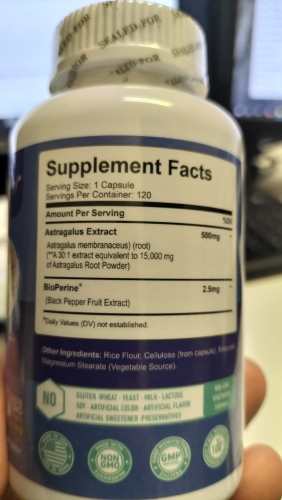 SEALED-FOR
Supplement Facts
Serving Size: 1 Capsule
Servings Per Container: 120
Amount Per Serving %DV
Astragalus Extract 500mg *
Astragalus membranaceus) (root)
(**A 30:1 extract equivalent to 15,000 mg
of Astragalus Root Powder)
BioPerine® 2.5mg *
(Black Pepper Fruit Extract)
*Daily Values (DV) not established.
Other Ingredients: Rice Flour, Cellulose (from capsule), Silica and
Magnesium Stearate (Vegetable Source).
NO
GLUTEN · WHEAT · YEAST · MILK · LACTOSE
SOY · ARTIFICIAL COLOR · ARTIFICIAL FLAVOR
ARTIFICIAL SWEETENER · PRESERVATIVES
NON GMO
GMP